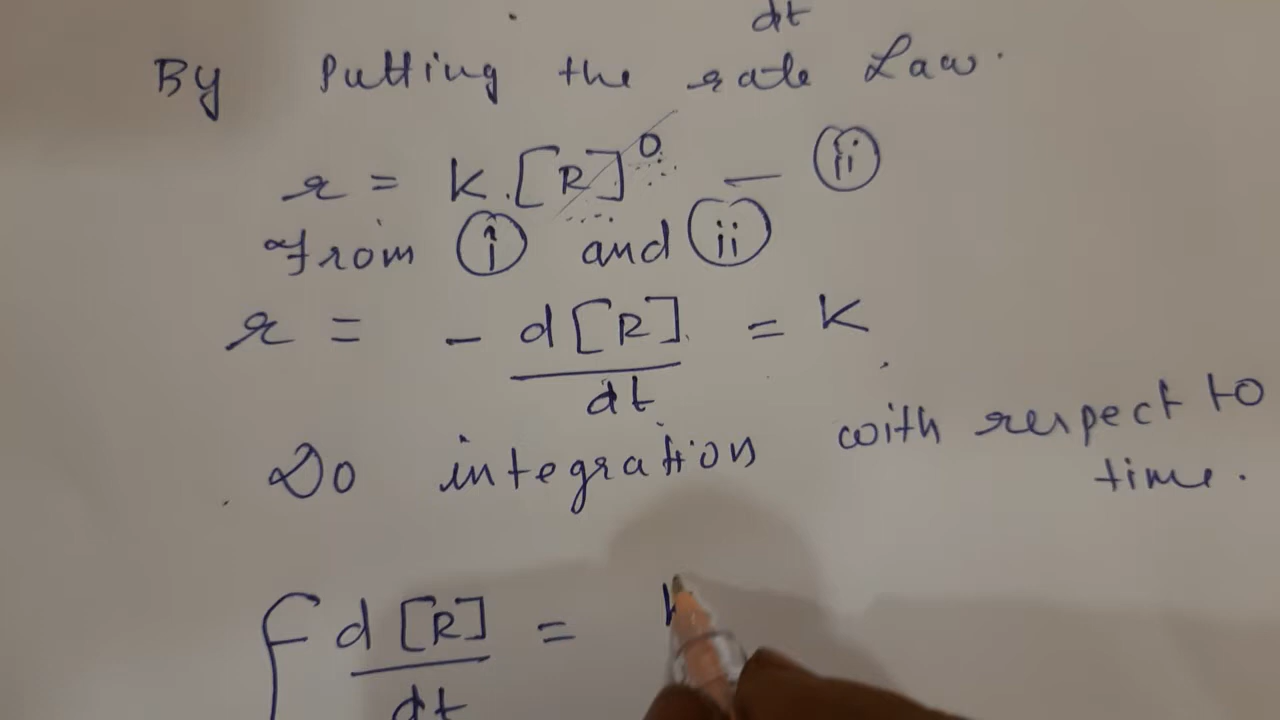 dt
By Putting the rate Law.
r = K.[R]⁰ — (ii)
From (i) and (ii)
r = - d[R]/dt = K
Do integration with respect to
time.
∫ d[R]/dt =